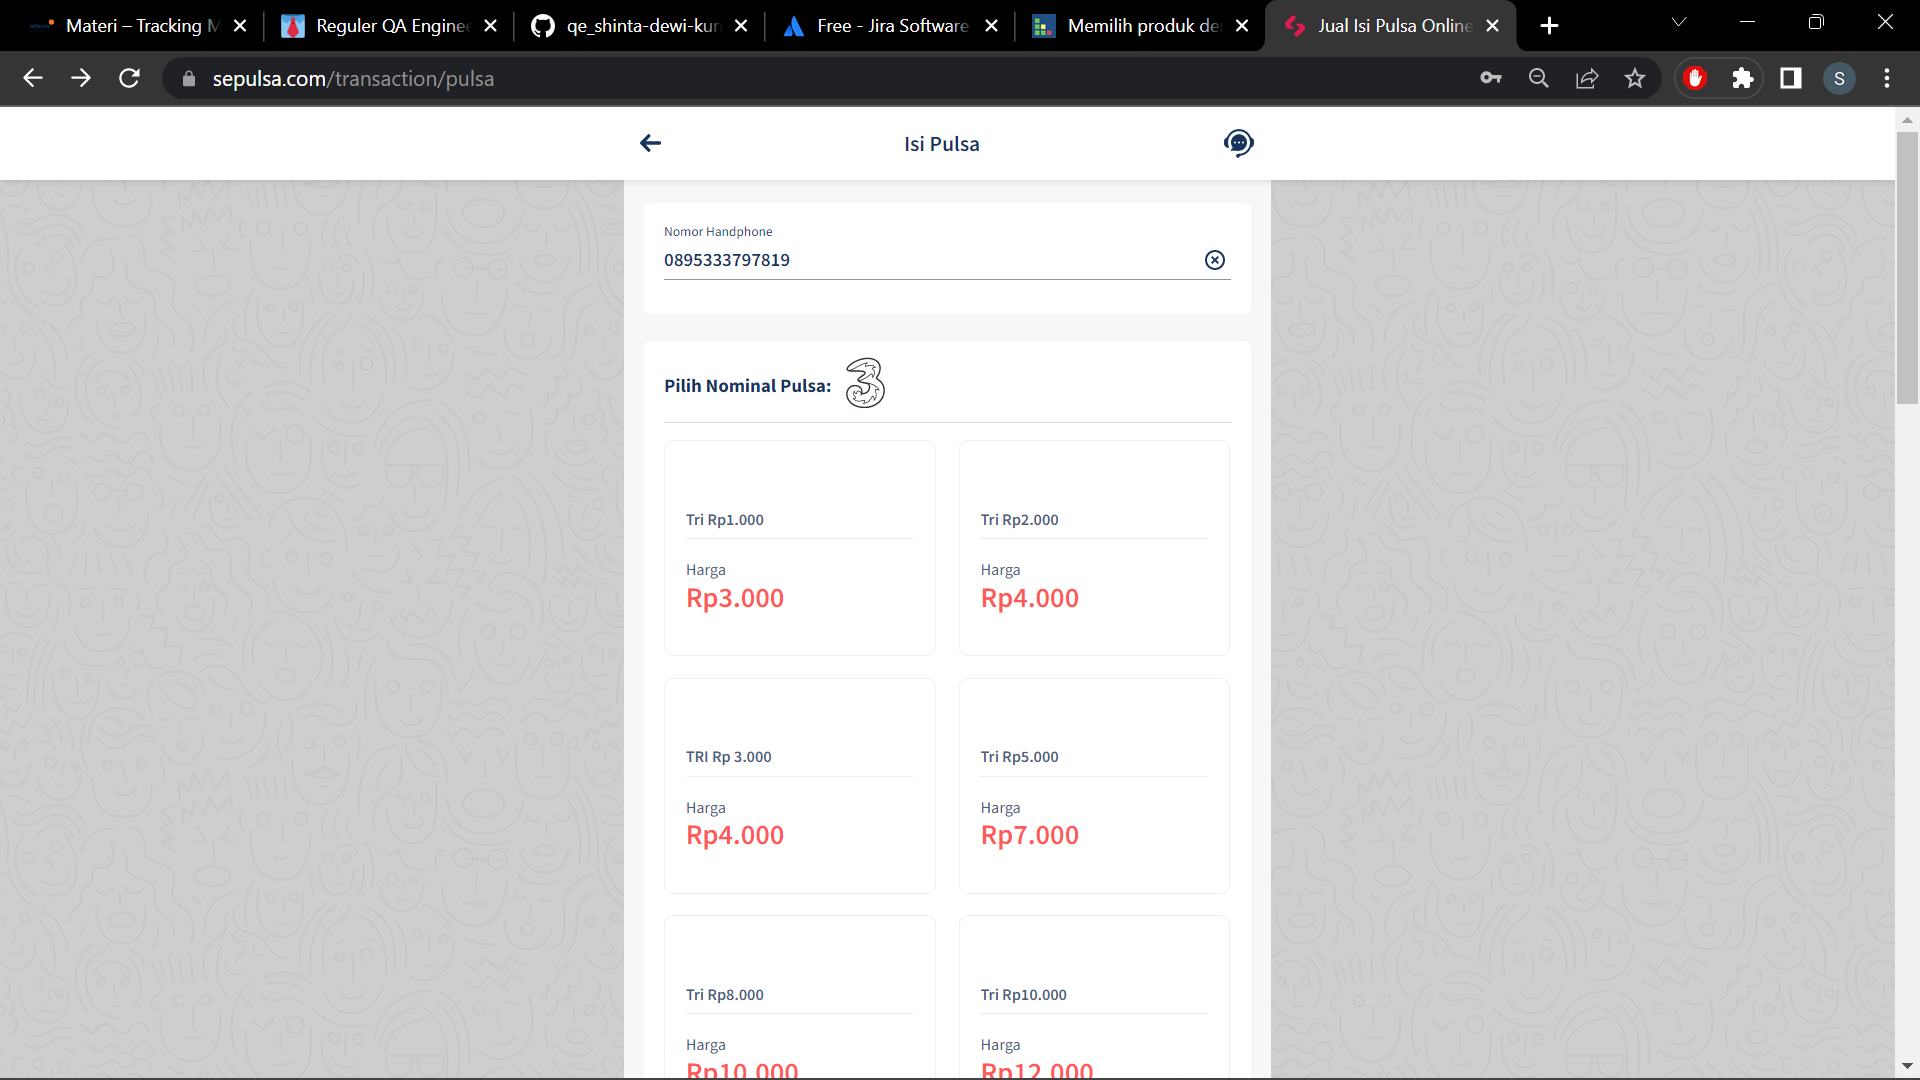 Materi – Tracking M
Reguler QA Enginee
qe_shinta-dewi-kur
Free - Jira Software
Memilih produk de
Jual Isi Pulsa Online
sepulsa.com/transaction/pulsa
S
Isi Pulsa
Nomor Handphone
0895333797819
Pilih Nominal Pulsa: 3
Tri Rp1.000
Harga
Rp3.000
Tri Rp2.000
Harga
Rp4.000
TRI Rp 3.000
Harga
Rp4.000
Tri Rp5.000
Harga
Rp7.000
Tri Rp8.000
Harga
Rp10.000
Tri Rp10.000
Harga
Rp12.000